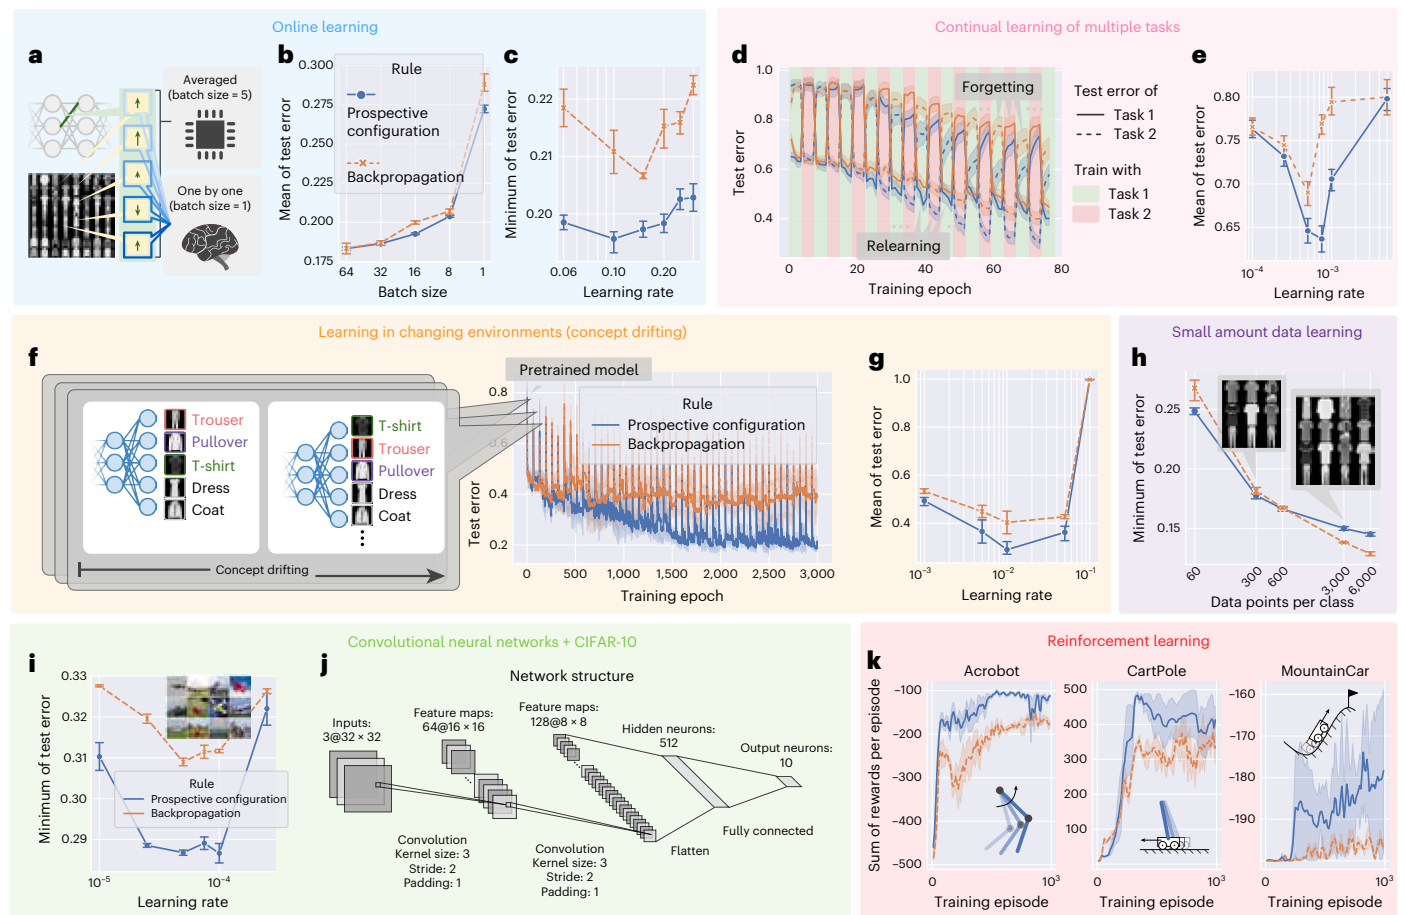 Online learning
a
Averaged
(batch size = 5)
One by one
(batch size = 1)
b
Mean of test error
0.300
0.275
0.250
0.225
0.200
0.175
Rule
Prospective
configuration
Backpropagation
64 32 16 8 1
Batch size
c
Minimum of test error
0.22
0.21
0.20
0.06 0.10 0.20
Learning rate
Continual learning of multiple tasks
d
Test error
1.0
0.8
0.6
0.4
Forgetting
Relearning
0 20 40 60 80
Training epoch
Test error of
Task 1
Task 2
Train with
Task 1
Task 2
e
Mean of test error
0.80
0.75
0.70
0.65
10⁻⁴ 10⁻³
Learning rate
Learning in changing environments (concept drifting)
f
Trouser
Pullover
T-shirt
Dress
Coat
T-shirt
Trouser
Pullover
Dress
Coat
Concept drifting
Pretrained model
Test error
0.8
0.6
0.4
0.2
Rule
Prospective configuration
Backpropagation
0 500 1,000 1,500 2,000 2,500 3,000
Training epoch
g
Mean of test error
1.0
0.8
0.6
0.4
10⁻³ 10⁻² 10⁻¹
Learning rate
Small amount data learning
h
Minimum of test error
0.25
0.20
0.15
60 300 600 3,000 6,000
Data points per class
Convolutional neural networks + CIFAR-10
i
Minimum of test error
0.33
0.32
0.31
0.30
0.29
Rule
Prospective configuration
Backpropagation
10⁻⁵ 10⁻⁴
Learning rate
j
Network structure
Inputs:
3@32 × 32
Feature maps:
64@16 × 16
Feature maps:
128@8 × 8
Hidden neurons:
512
Output neurons:
10
Convolution
Kernel size: 3
Stride: 2
Padding: 1
Convolution
Kernel size: 3
Stride: 2
Padding: 1
Flatten
Fully connected
Reinforcement learning
k
Sum of rewards per episode
Acrobot
−100
−200
−300
−400
−500
0 10³
Training episode
CartPole
500
400
300
200
100
0 10³
Training episode
MountainCar
−160
−170
−180
−190
0 10³
Training episode